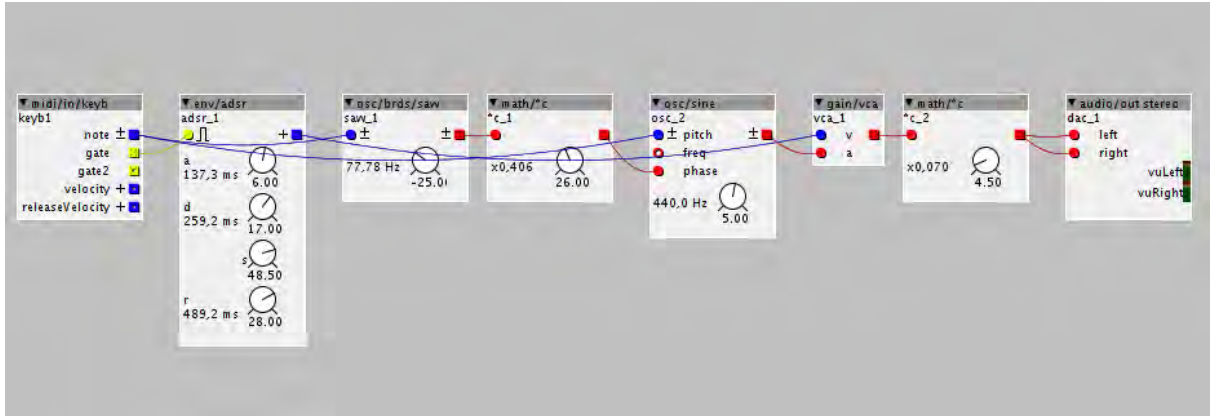 midi/in/keyb
keyb1
note ±
gate
gate2
velocity +
releaseVelocity +
env/adsr
adsr_1
+
a
137,3 ms
6.00
d
259,2 ms
17.00
s
48.50
r
489,2 ms
28.00
osc/brds/saw
saw_1
± ±
77,78 Hz
-25.0
math/*c
*c_1
x0,406
26.00
osc/sine
osc_2
± pitch ±
freq
phase
440,0 Hz
5.00
gain/vca
vca_1
v
a
math/*c
*c_2
x0,070
4.50
audio/out stereo
dac_1
left
right
vuLeft
vuRight